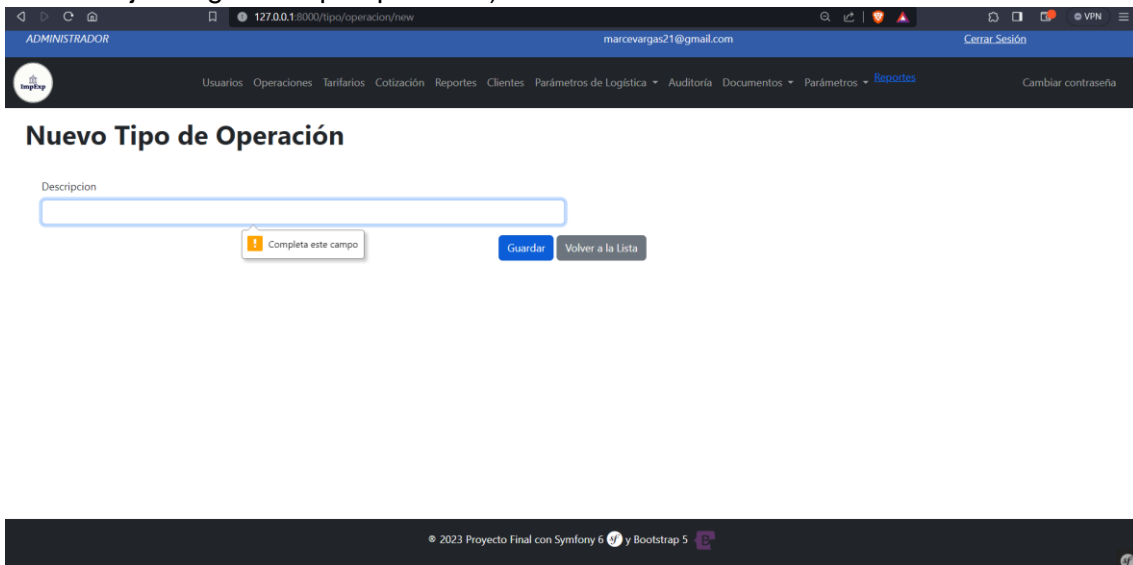 127.0.0.1:8000/tipo/operacion/new VPN
ADMINISTRADOR marcevargas21@gmail.com Cerrar Sesión
ImpExp Usuarios Operaciones Tarifarios Cotización Reportes Clientes Parámetros de Logística Auditoría Documentos Parámetros Reportes Cambiar contraseña
Nuevo Tipo de Operación
Descripcion
Completa este campo
Guardar Volver a la Lista
© 2023 Proyecto Final con Symfony 6 sf y Bootstrap 5 B